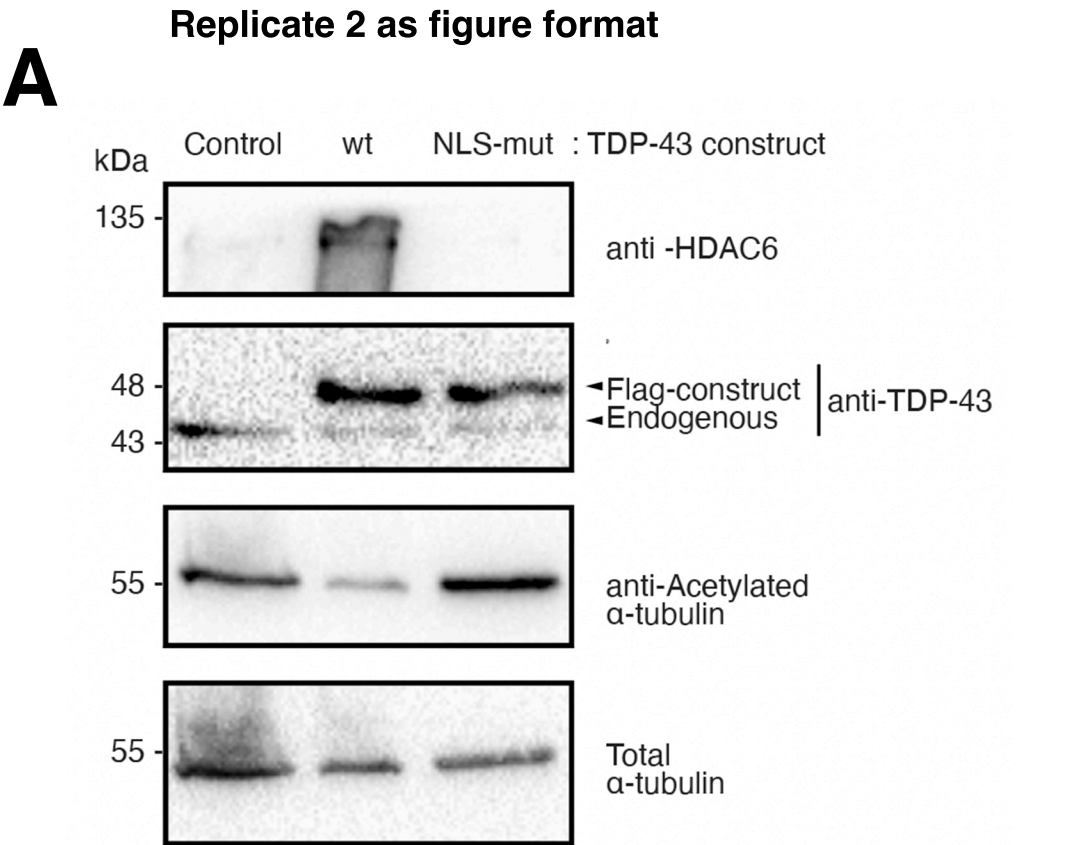 Replicate 2 as figure format
A
kDa
Control wt NLS-mut : TDP-43 construct
135 -
anti -HDAC6
48 -
43 -
◄Flag-construct
◄Endogenous
anti-TDP-43
55 -
anti-Acetylated
α-tubulin
55 -
Total
α-tubulin